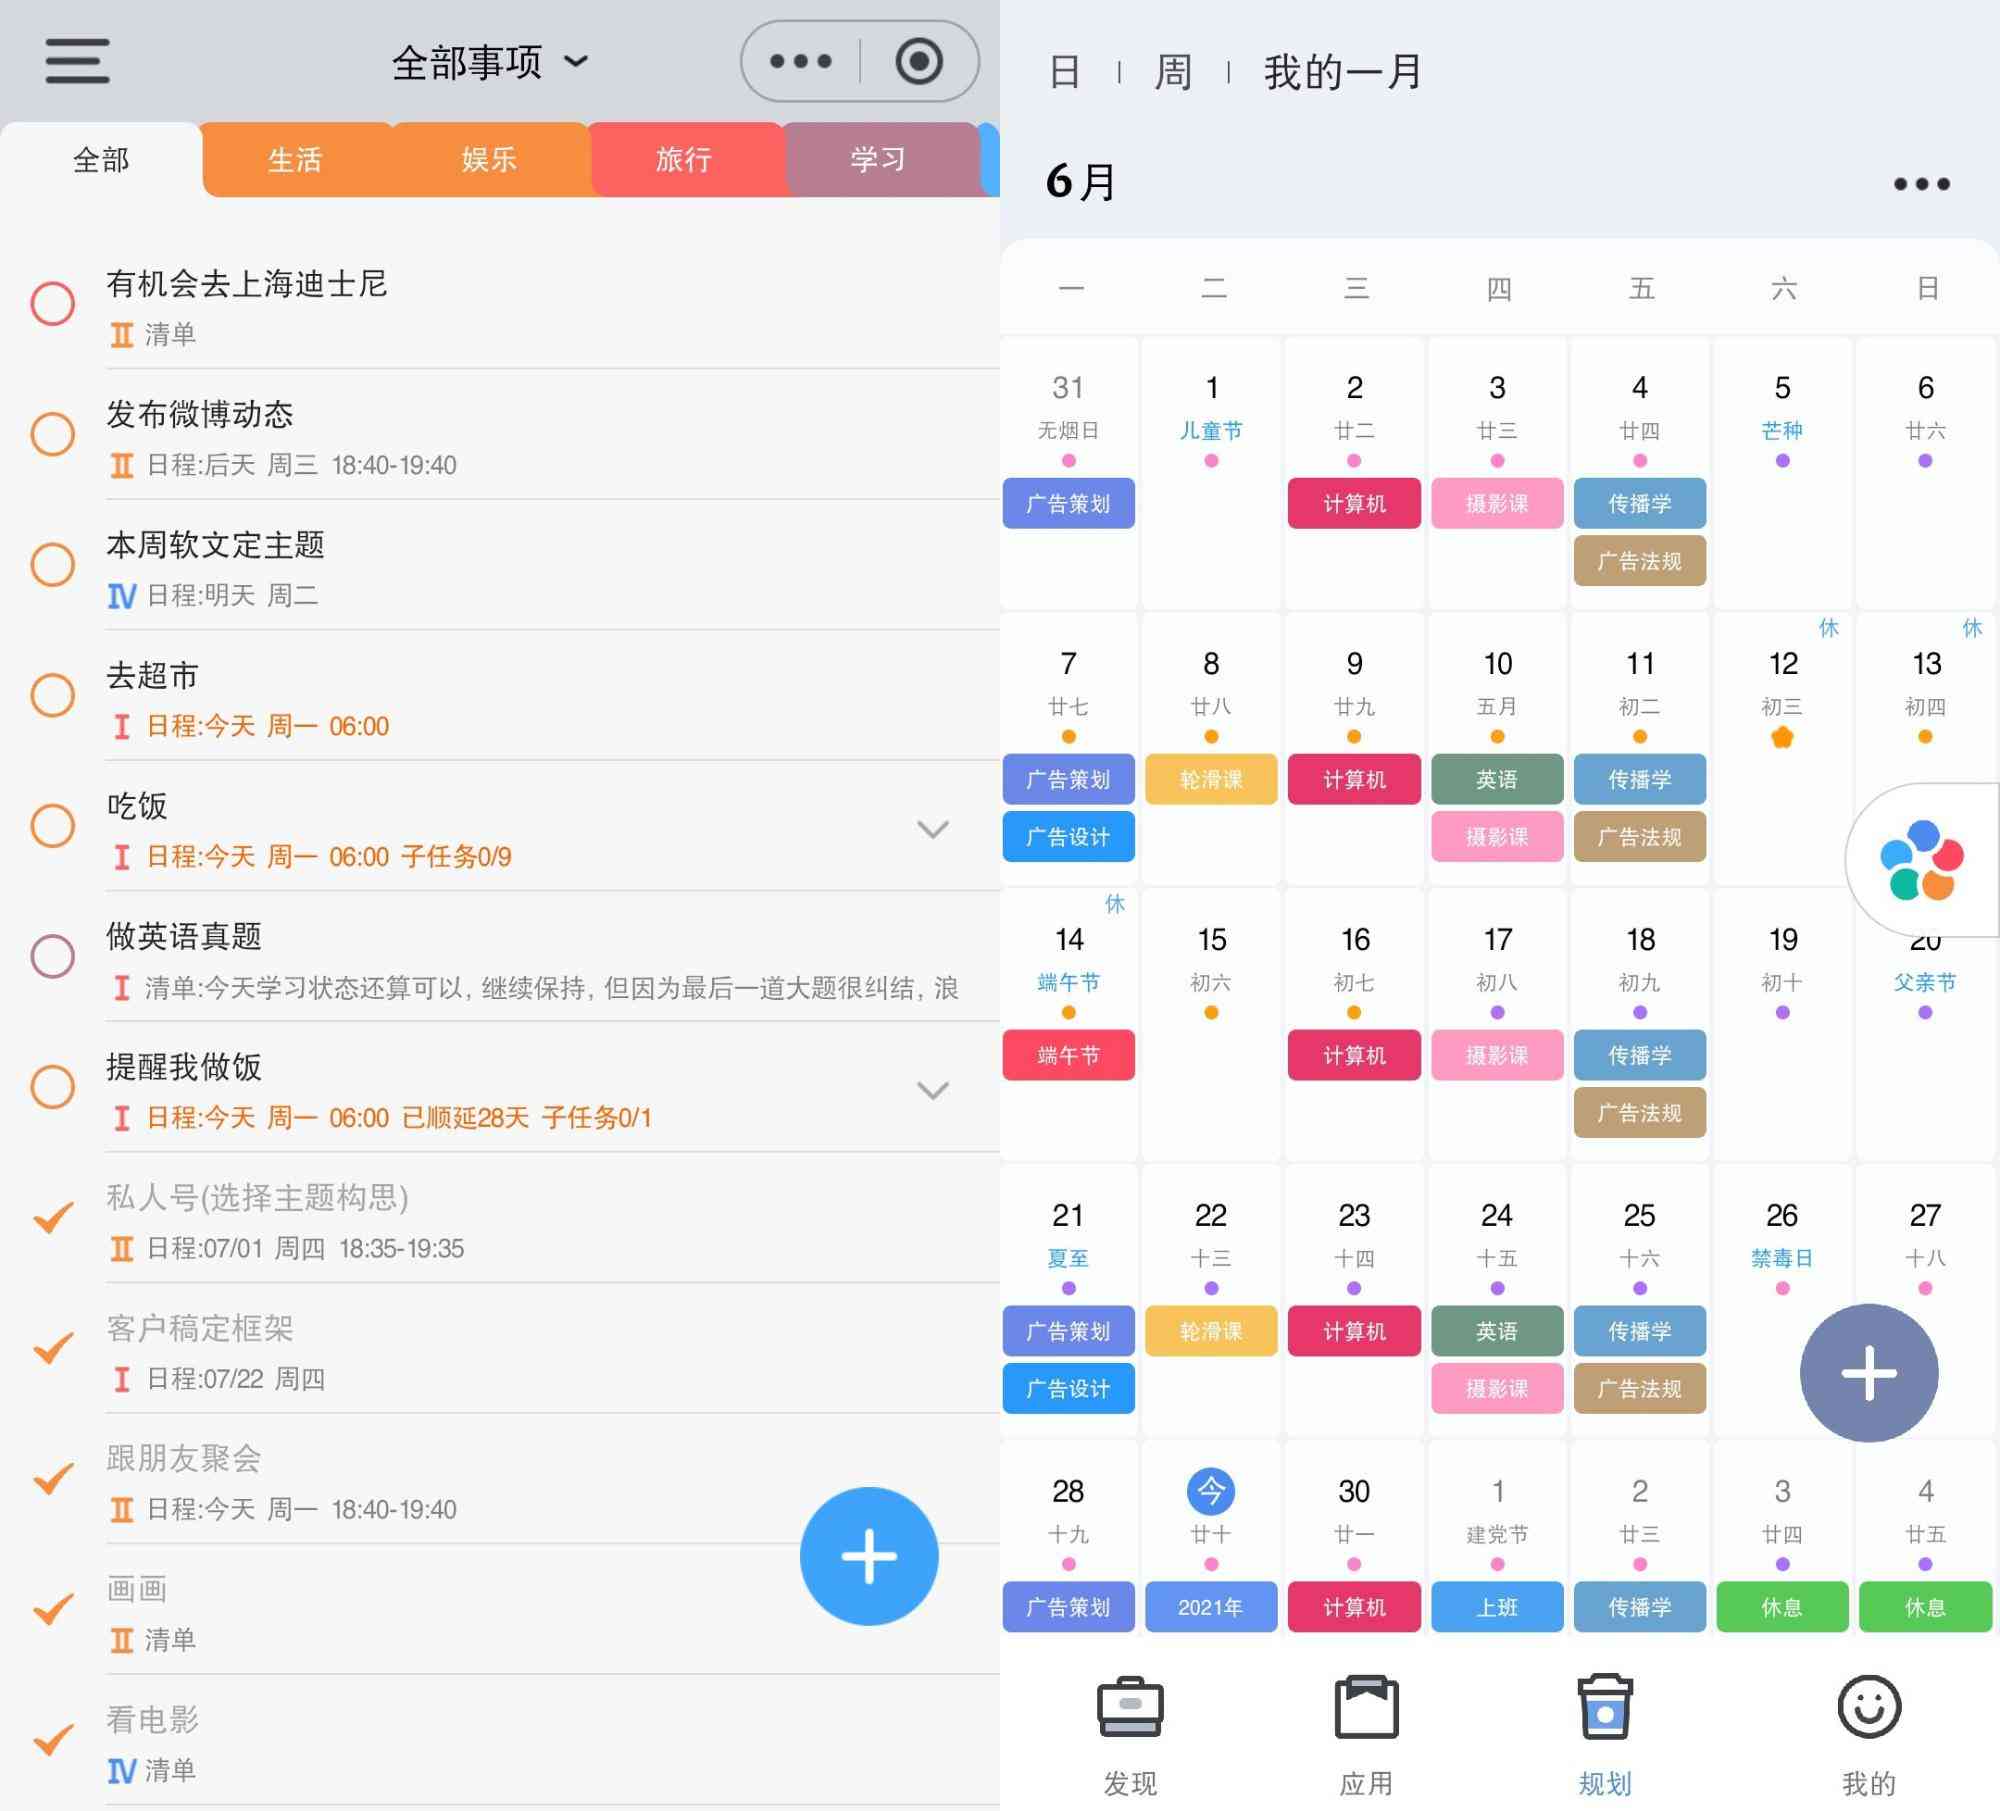 全部事项
全部 生活 娱乐 旅行 学习
有机会去上海迪士尼
II 清单
发布微博动态
II 日程:后天 周三 18:40-19:40
本周软文定主题
IV 日程:明天 周二
去超市
I 日程:今天 周一 06:00
吃饭
I 日程:今天 周一 06:00 子任务0/9
做英语真题
I 清单:今天学习状态还算可以, 继续保持, 但因为最后一道大题很纠结, 浪
提醒我做饭
I 日程:今天 周一 06:00 已顺延28天 子任务0/1
私人号(选择主题构思)
II 日程:07/01 周四 18:35-19:35
客户稿定框架
I 日程:07/22 周四
跟朋友聚会
II 日程:今天 周一 18:40-19:40
画画
II 清单
看电影
IV 清单
日 | 周 | 我的一月
6月
一 二 三 四 五 六 日
31 1 2 3 4 5 6
无烟日 儿童节 廿二 廿三 廿四 芒种 廿六
广告策划 计算机 摄影课 传播学
广告法规
休 休
7 8 9 10 11 12 13
廿七 廿八 廿九 五月 初二 初三 初四
广告策划 轮滑课 计算机 英语 传播学
广告设计 摄影课 广告法规
休
14 15 16 17 18 19 20
端午节 初六 初七 初八 初九 初十 父亲节
端午节 计算机 摄影课 传播学
广告法规
21 22 23 24 25 26 27
夏至 十三 十四 十五 十六 禁毒日 十八
广告策划 轮滑课 计算机 英语 传播学
广告设计 摄影课 广告法规
28 今 30 1 2 3 4
十九 廿十 廿一 建党节 廿三 廿四 廿五
广告策划 2021年 计算机 上班 传播学 休息 休息
发现 应用 规划 我的